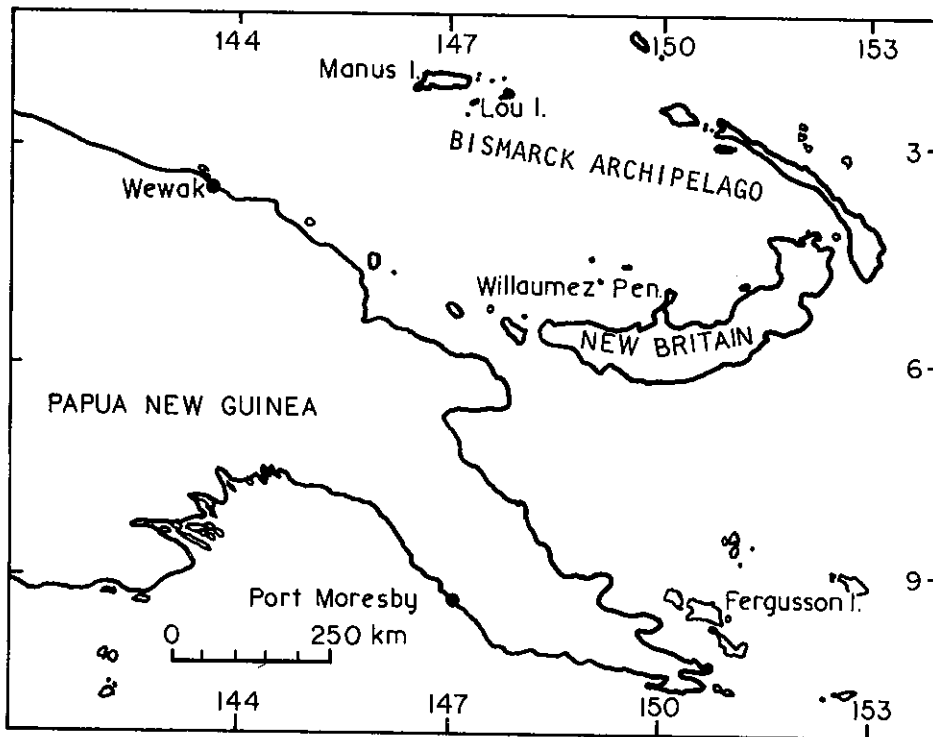 144 147 150 153
Manus I.
Lou I.
BISMARCK ARCHIPELAGO
3
Wewak
Willaumez Pen.
NEW BRITAIN
6
PAPUA NEW GUINEA
9
Port Moresby
Fergusson I.
0 250 km
144 147 150 153